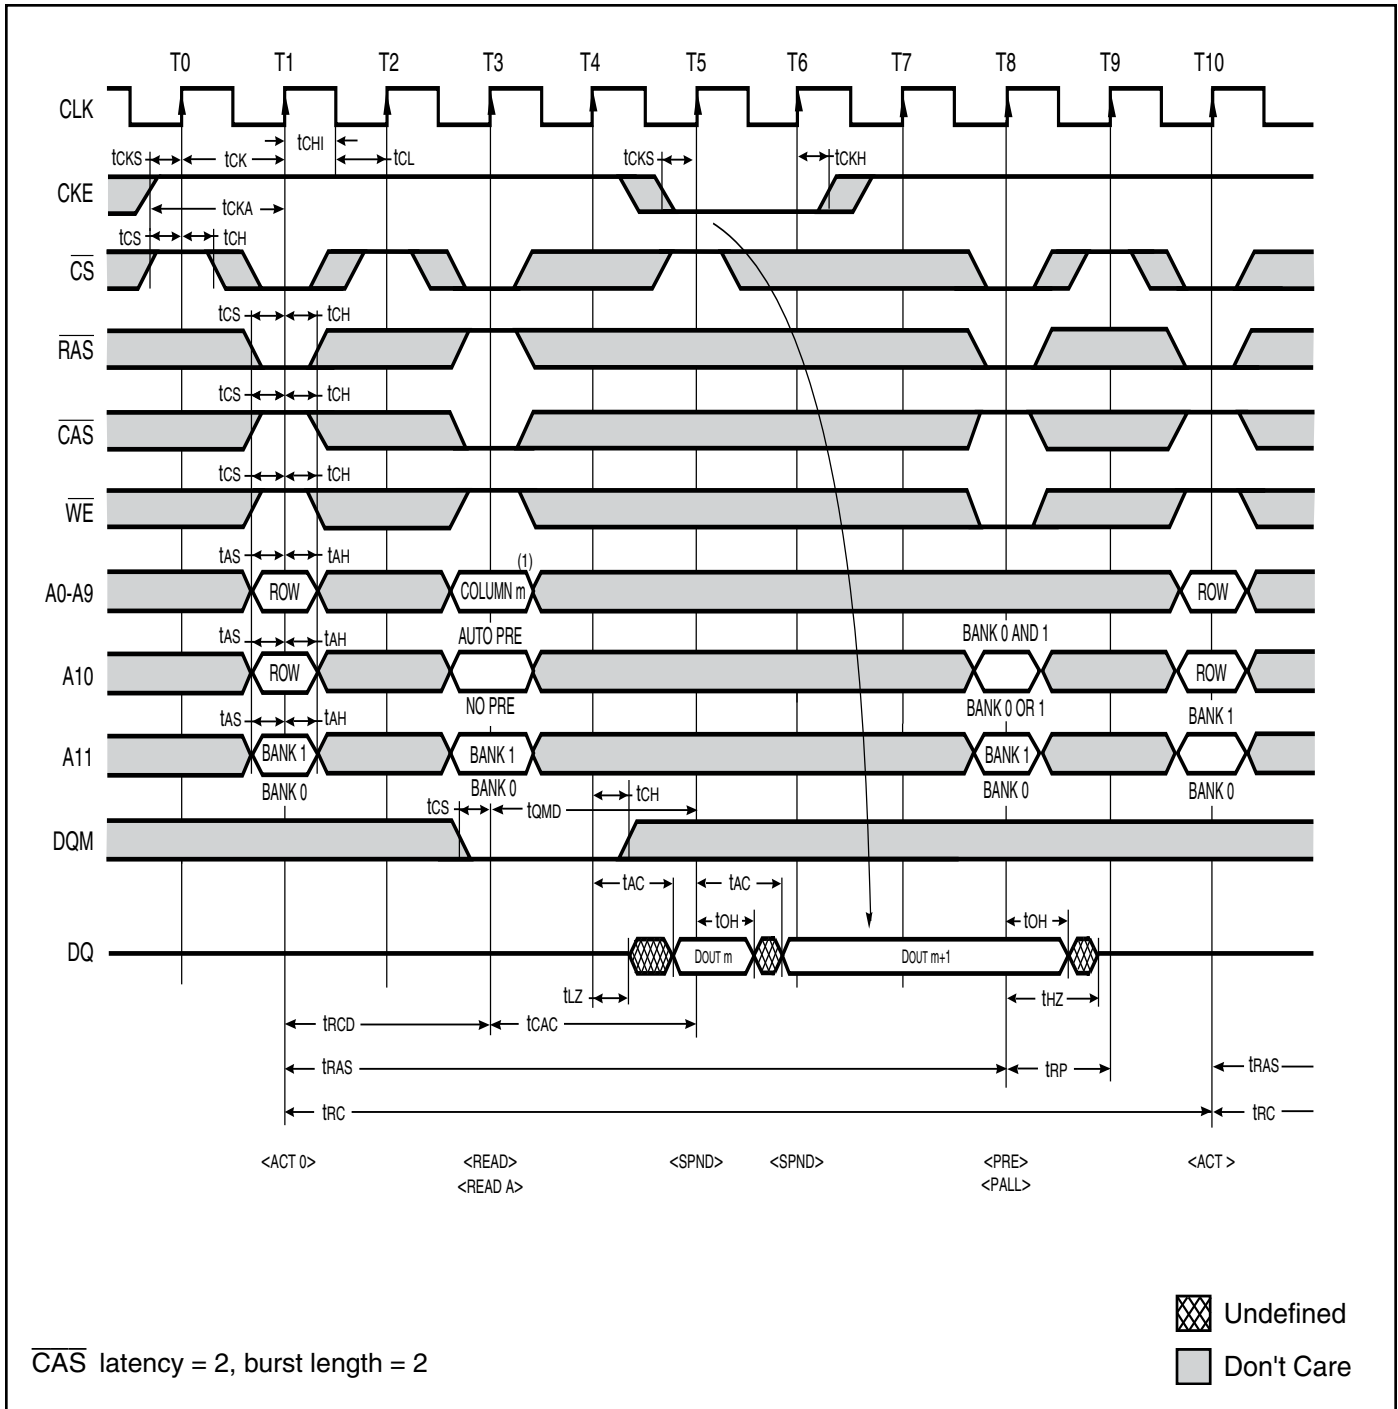 T0 T1 T2 T3 T4 T5 T6 T7 T8 T9 T10
CLK
tCHI
tCKS tCK tCL tCKS tCKH
CKE
tCKA
tCS tCH
CS
tCS tCH
RAS
tCS tCH
CAS
tCS tCH
WE
tAS tAH (1)
A0-A9 ROW COLUMN m ROW
tAS tAH AUTO PRE BANK 0 AND 1
A10 ROW ROW
NO PRE BANK 0 OR 1
tAS tAH BANK 1
A11 BANK 1 BANK 1 BANK 1
BANK 0 BANK 0 BANK 0 BANK 0
tCS tQMD tCH
DQM
tAC tAC
tOH tOH
DQ DOUT m DOUT m+1
tLZ tHZ
tRCD tCAC
tRAS tRP tRAS
tRC tRC
<ACT 0> <READ> <SPND> <SPND> <PRE> <ACT >
<READ A> <PALL>
Undefined
CAS latency = 2, burst length = 2
Don't Care